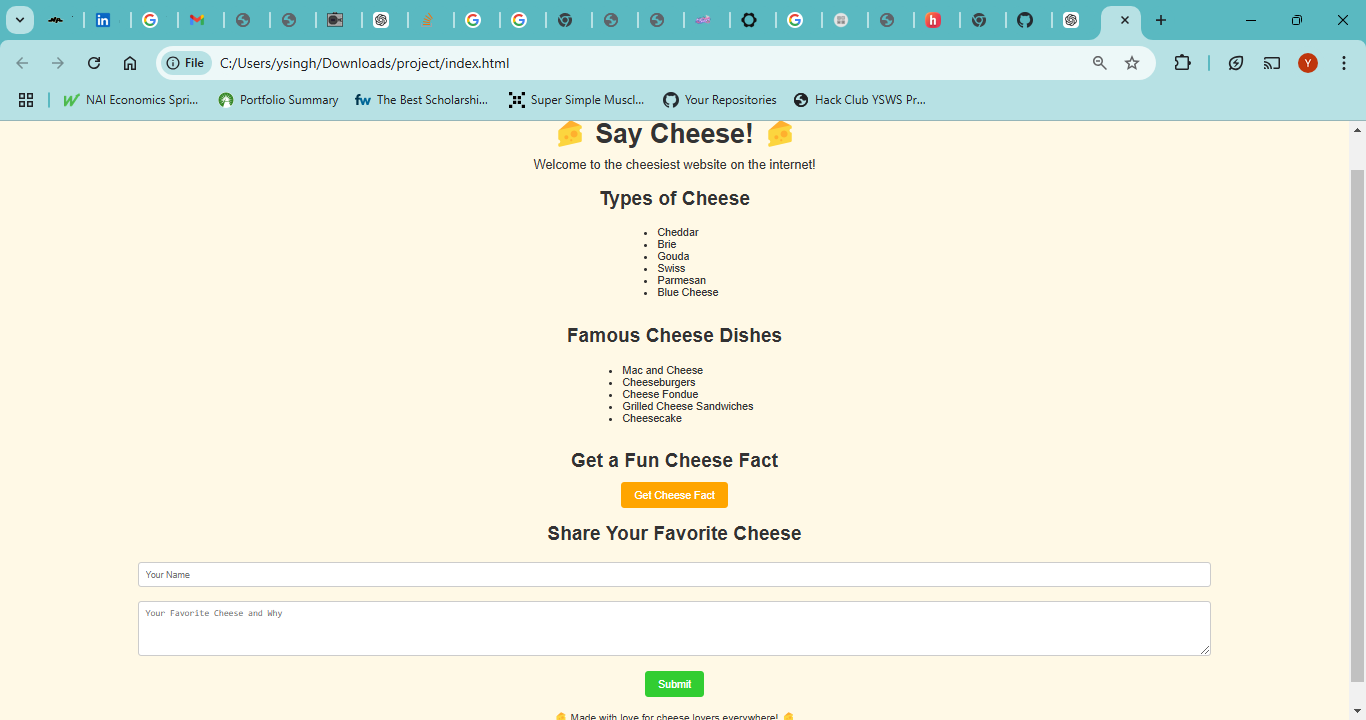 File C:/Users/ysingh/Downloads/project/index.html Y
NAI Economics Spri... Portfolio Summary fw The Best Scholarshi... Super Simple Muscl... Your Repositories Hack Club YSWS Pr...
🧀 Say Cheese! 🧀
Welcome to the cheesiest website on the internet!
Types of Cheese
• Cheddar
• Brie
• Gouda
• Swiss
• Parmesan
• Blue Cheese
Famous Cheese Dishes
• Mac and Cheese
• Cheeseburgers
• Cheese Fondue
• Grilled Cheese Sandwiches
• Cheesecake
Get a Fun Cheese Fact
Get Cheese Fact
Share Your Favorite Cheese
Your Name
Your Favorite Cheese and Why
Submit
🧀 Made with love for cheese lovers everywhere! 🧀